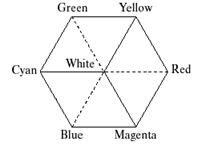 Green Yellow
Cyan White Red
Blue Magenta